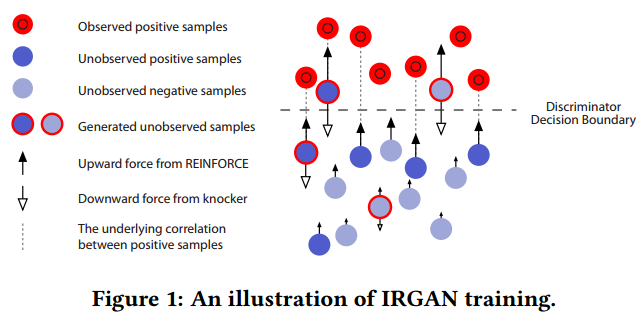 Observed positive samples
Unobserved positive samples
Unobserved negative samples
Generated unobserved samples
Upward force from REINFORCE
Downward force from knocker
The underlying correlation
between positive samples
Discriminator
Decision Boundary
Figure 1: An illustration of IRGAN training.